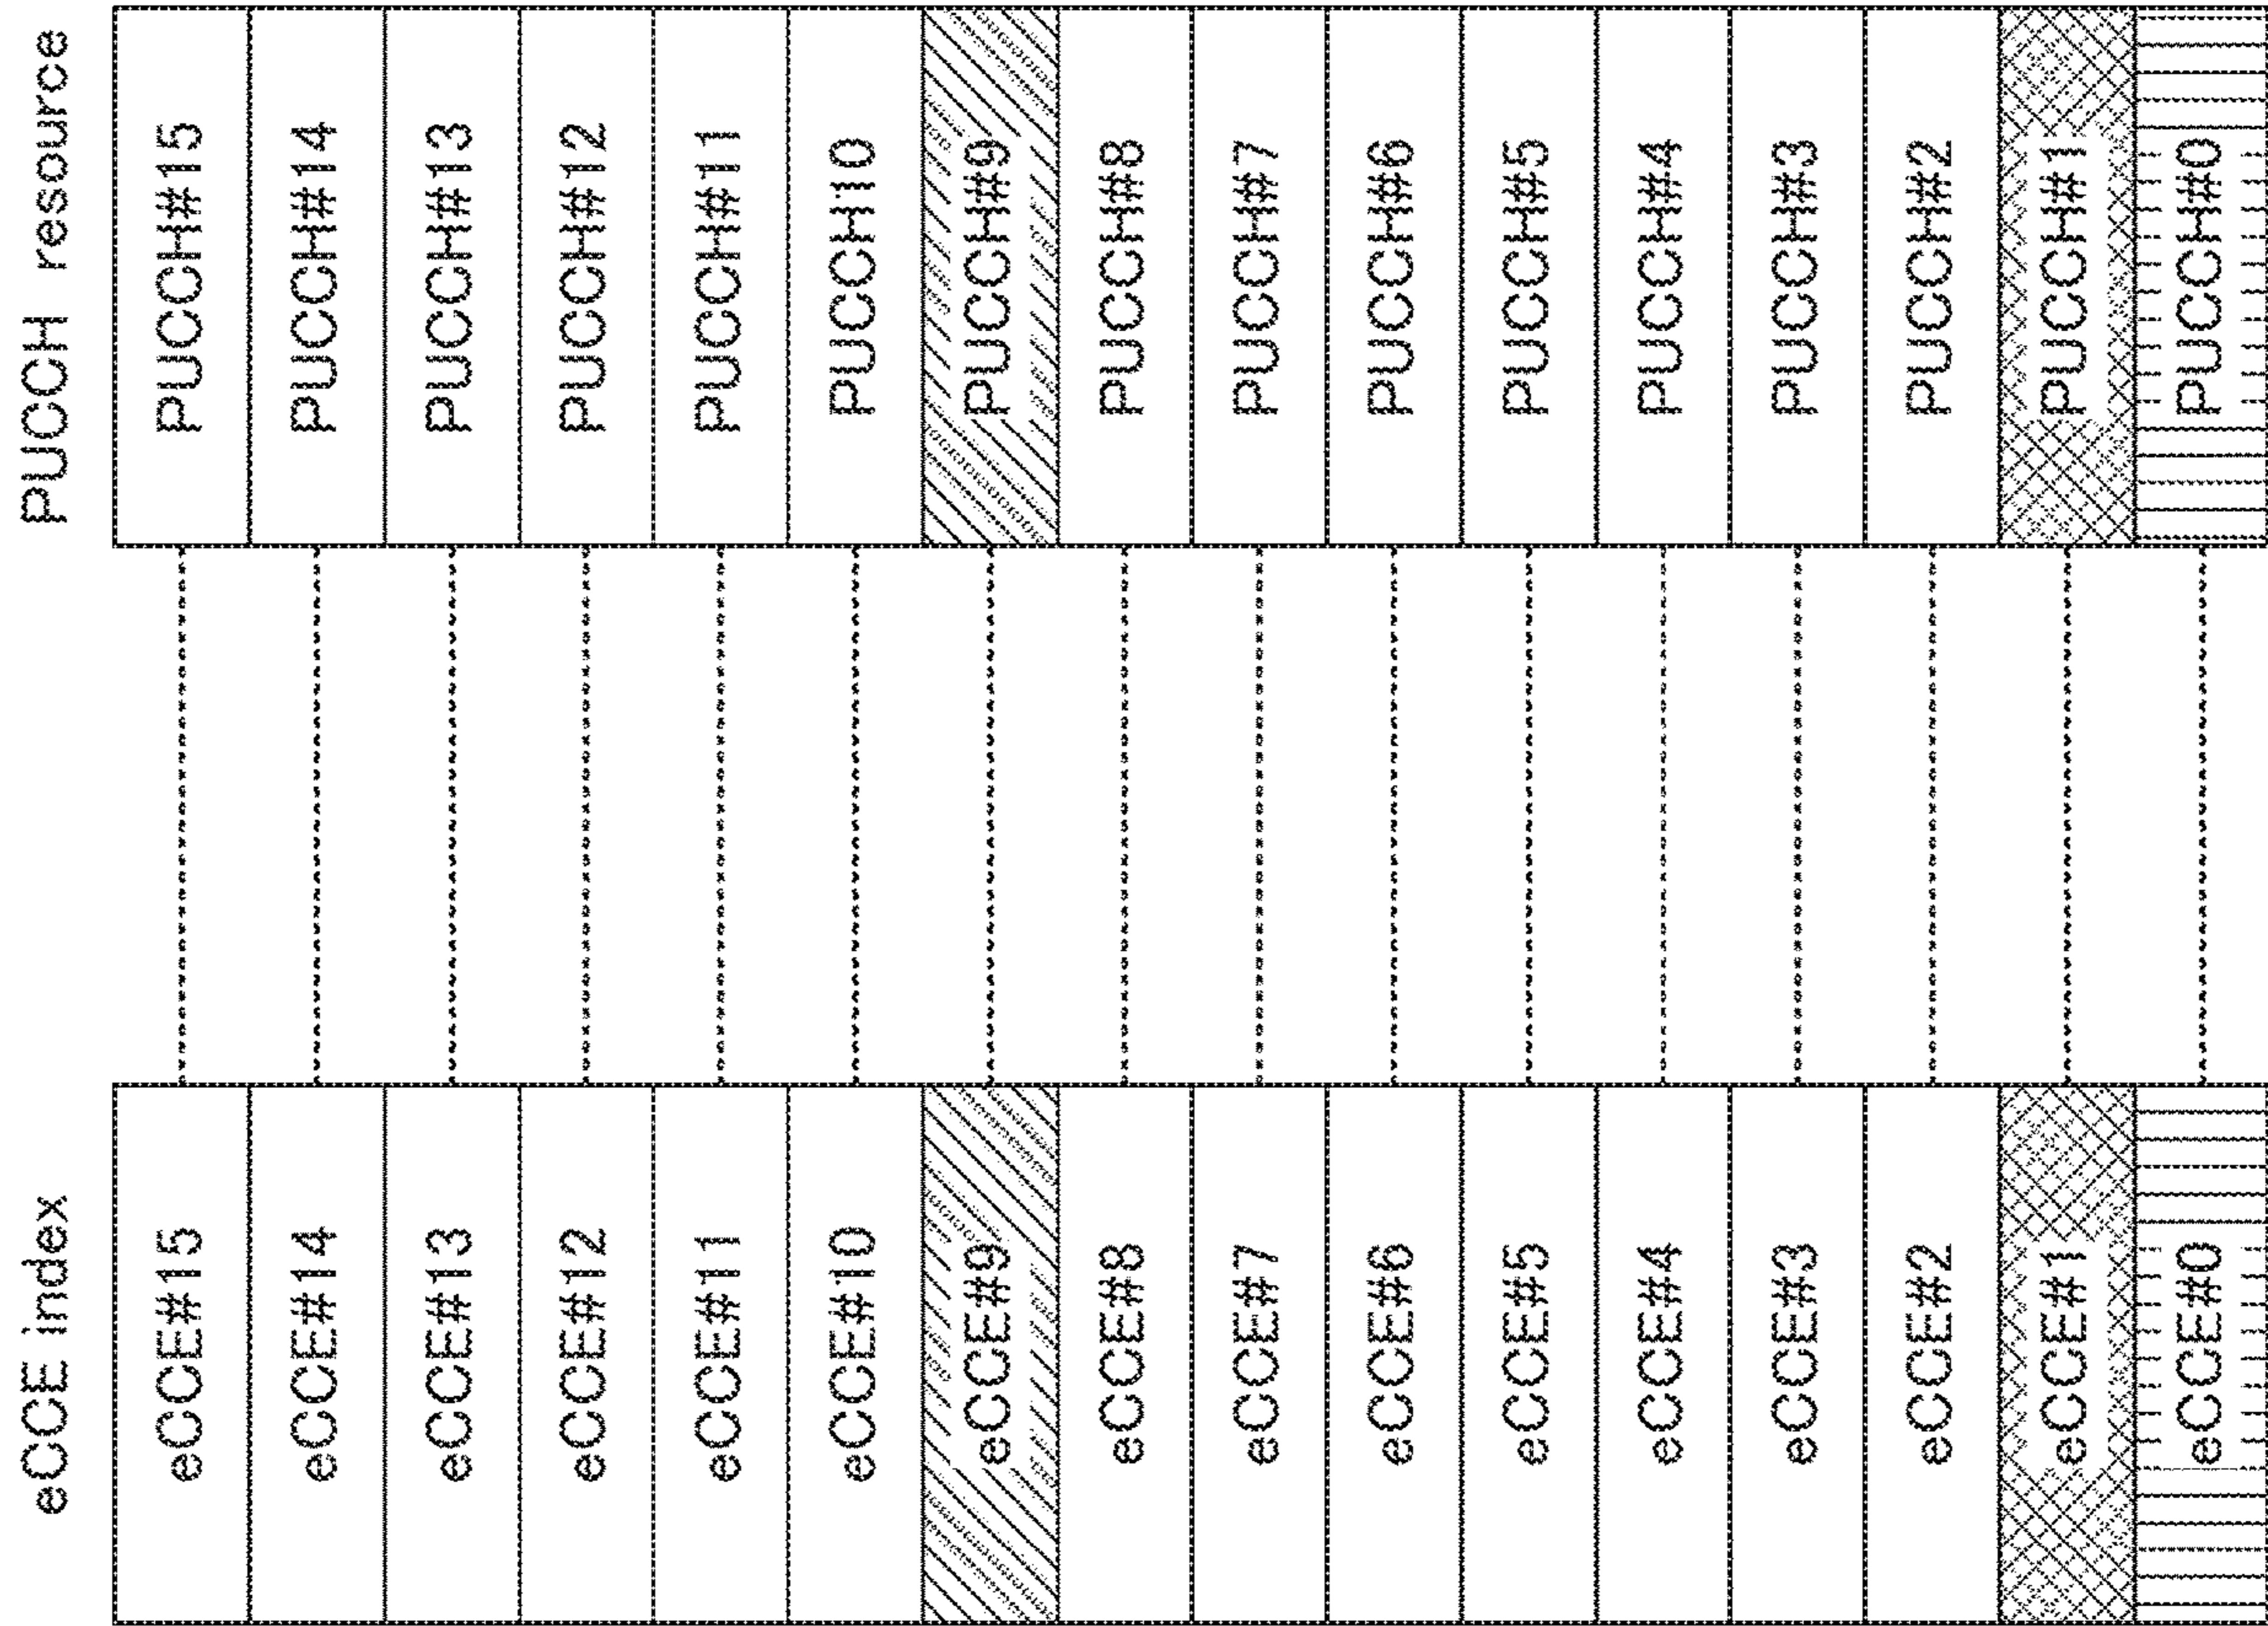 PUCCH resource
PUCCH#15
PUCCH#14
PUCCH#13
PUCCH#12
PUCCH#11
PUCCH'10
PUCCH#9
PUCCH#8
PUCCH#7
PUCCH#6
PUCCH#5
PUCCH#4
PUCCH#3
PUCCH#2
PUCCH#1
PUCCH#0
eCCE index
eCCE#15
eCCE#14
eCCE#13
eCCE#12
eCCE#11
eCCE#10
eCCE#9
eCCE#8
eCCE#7
eCCE#6
eCCE#5
eCCE#4
eCCE#3
eCCE#2
eCCE#1
eCCE#0